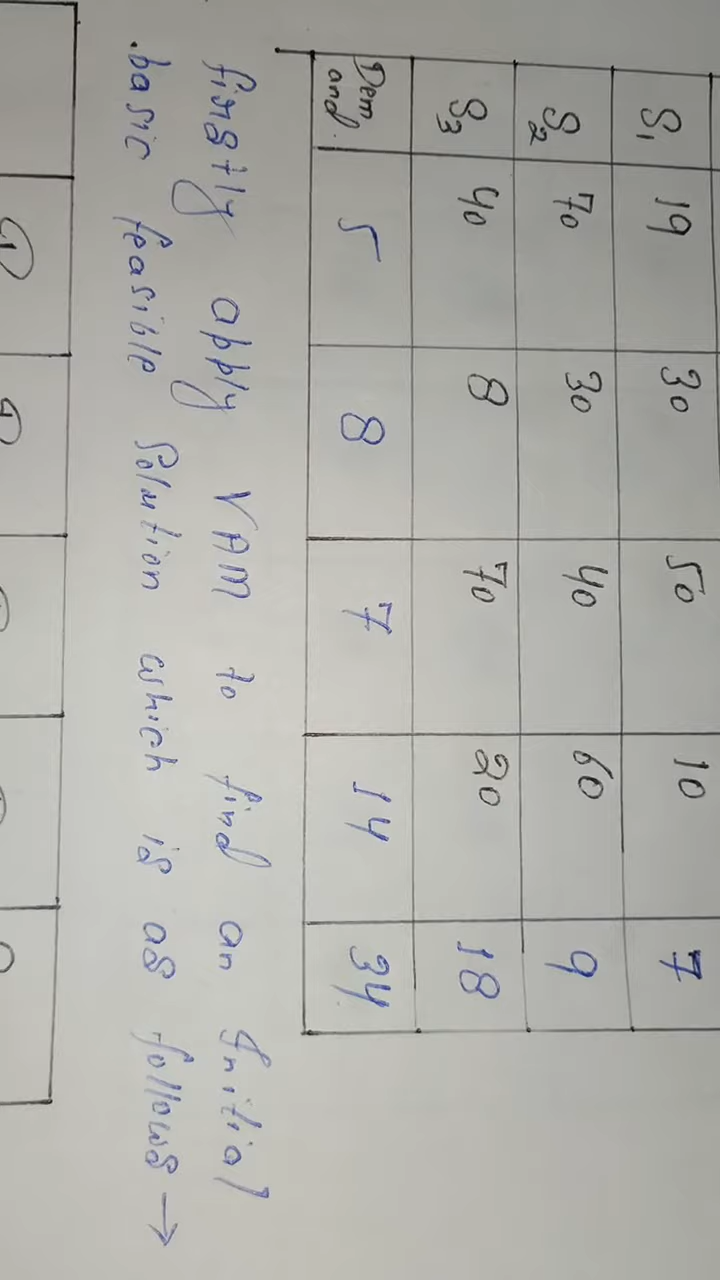 S1 19 30 50 10 7
S2 70 30 40 60 9
S3 40 8 70 20 18
Demand. 5 8 7 14 34
firstly apply VAM to find an Initial
.basic feasible Solution which is as follows →